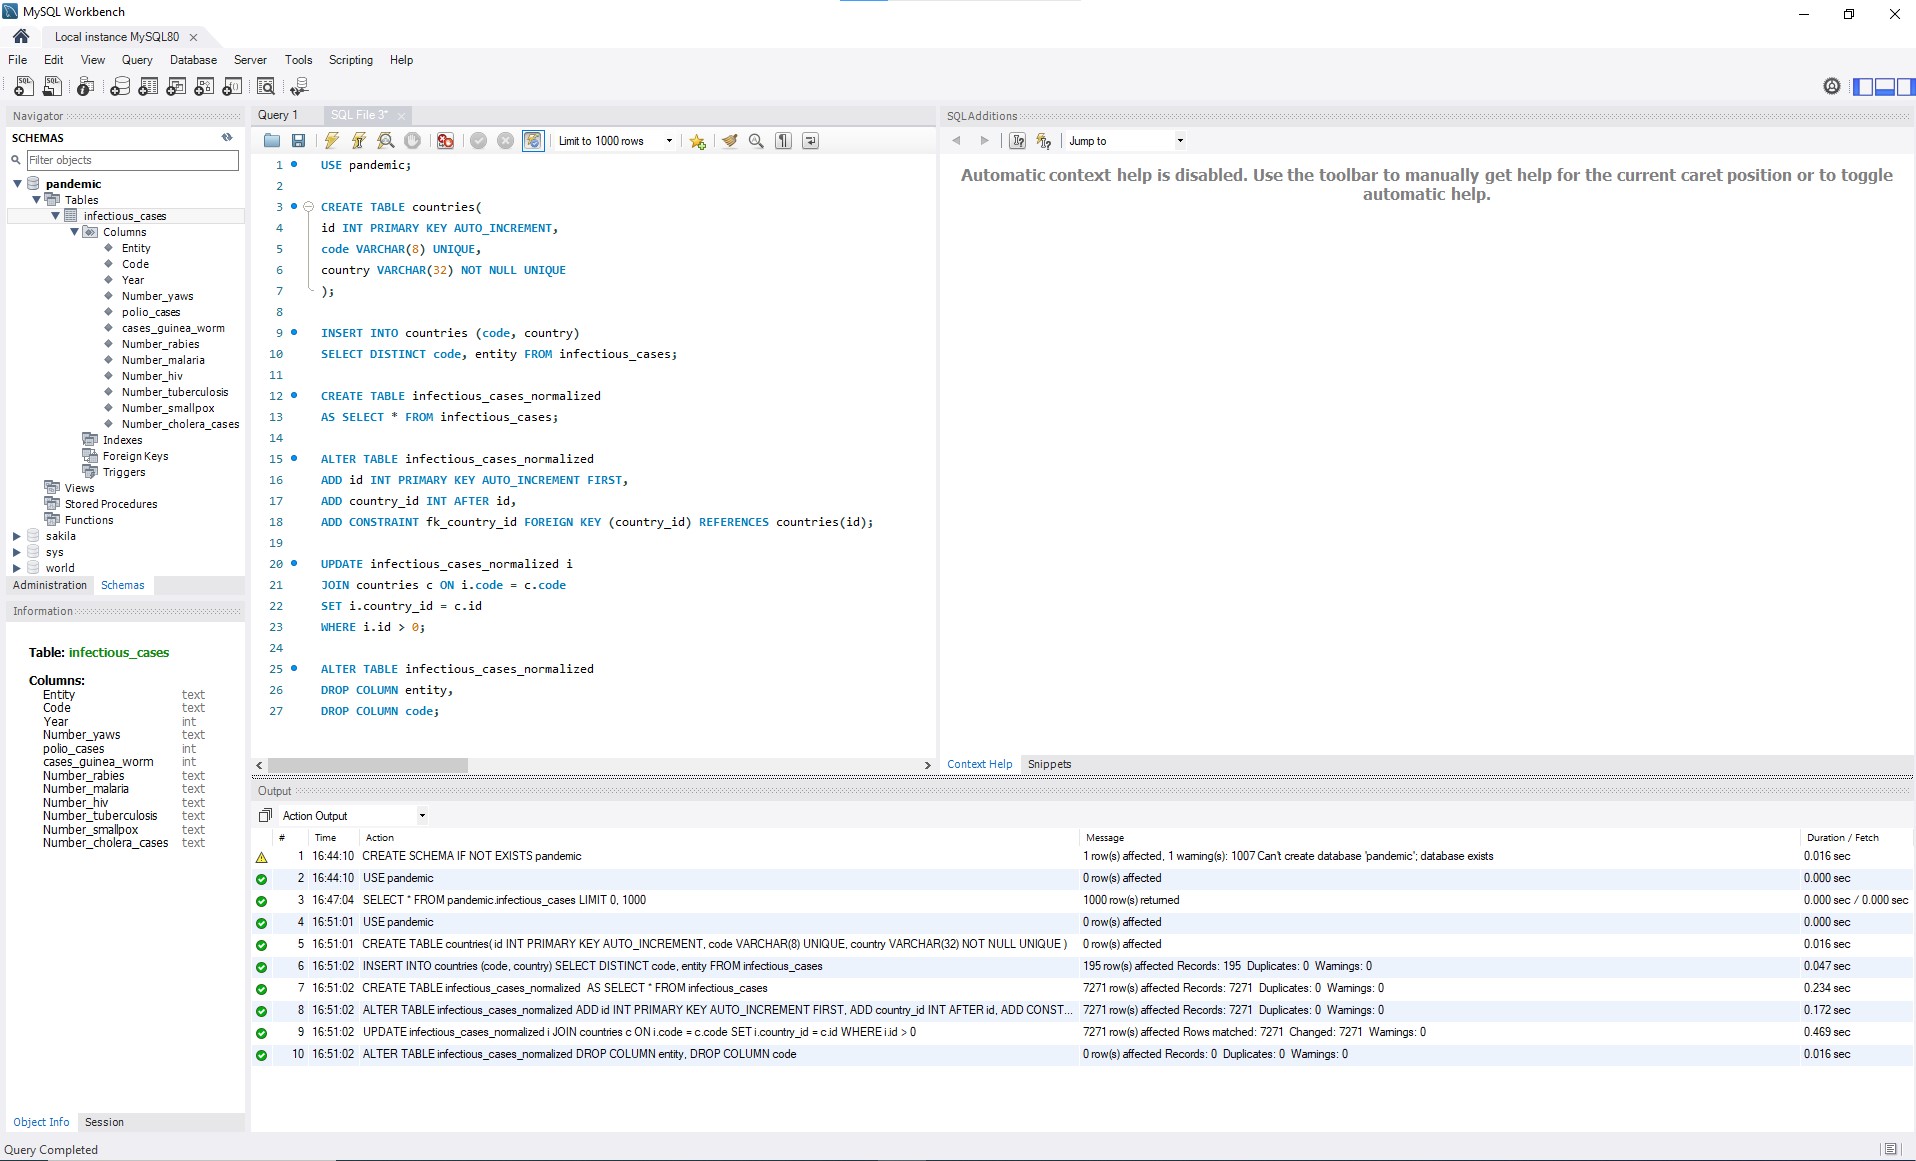 MySQL Workbench
Local instance MySQL80
File Edit View Query Database Server Tools Scripting Help
Navigator
SCHEMAS
Filter objects
pandemic
Tables
infectious_cases
Columns
Entity
Code
Year
Number_yaws
polio_cases
cases_guinea_worm
Number_rabies
Number_malaria
Number_hiv
Number_tuberculosis
Number_smallpox
Number_cholera_cases
Indexes
Foreign Keys
Triggers
Views
Stored Procedures
Functions
sakila
sys
world
Administration Schemas
Information
Table: infectious_cases
Columns:
Entity text
Code text
Year int
Number_yaws text
polio_cases int
cases_guinea_worm int
Number_rabies text
Number_malaria text
Number_hiv text
Number_tuberculosis text
Number_smallpox text
Number_cholera_cases text
Object Info Session
Query 1 SQL File 3*
Limit to 1000 rows
1 USE pandemic;
2
3 CREATE TABLE countries(
4 id INT PRIMARY KEY AUTO_INCREMENT,
5 code VARCHAR(8) UNIQUE,
6 country VARCHAR(32) NOT NULL UNIQUE
7 );
8
9 INSERT INTO countries (code, country)
10 SELECT DISTINCT code, entity FROM infectious_cases;
11
12 CREATE TABLE infectious_cases_normalized
13 AS SELECT * FROM infectious_cases;
14
15 ALTER TABLE infectious_cases_normalized
16 ADD id INT PRIMARY KEY AUTO_INCREMENT FIRST,
17 ADD country_id INT AFTER id,
18 ADD CONSTRAINT fk_country_id FOREIGN KEY (country_id) REFERENCES countries(id);
19
20 UPDATE infectious_cases_normalized i
21 JOIN countries c ON i.code = c.code
22 SET i.country_id = c.id
23 WHERE i.id > 0;
24
25 ALTER TABLE infectious_cases_normalized
26 DROP COLUMN entity,
27 DROP COLUMN code;
SQLAdditions
Jump to
Automatic context help is disabled. Use the toolbar to manually get help for the current caret position or to toggle
automatic help.
Context Help Snippets
Output
Action Output
# Time Action Message Duration / Fetch
1 16:44:10 CREATE SCHEMA IF NOT EXISTS pandemic 1 row(s) affected, 1 warning(s): 1007 Can't create database 'pandemic'; database exists 0.016 sec
2 16:44:10 USE pandemic 0 row(s) affected 0.000 sec
3 16:47:04 SELECT * FROM pandemic.infectious_cases LIMIT 0, 1000 1000 row(s) returned 0.000 sec / 0.000 sec
4 16:51:01 USE pandemic 0 row(s) affected 0.000 sec
5 16:51:01 CREATE TABLE countries( id INT PRIMARY KEY AUTO_INCREMENT, code VARCHAR(8) UNIQUE, country VARCHAR(32) NOT NULL UNIQUE ) 0 row(s) affected 0.016 sec
6 16:51:02 INSERT INTO countries (code, country) SELECT DISTINCT code, entity FROM infectious_cases 195 row(s) affected Records: 195 Duplicates: 0 Warnings: 0 0.047 sec
7 16:51:02 CREATE TABLE infectious_cases_normalized AS SELECT * FROM infectious_cases 7271 row(s) affected Records: 7271 Duplicates: 0 Warnings: 0 0.234 sec
8 16:51:02 ALTER TABLE infectious_cases_normalized ADD id INT PRIMARY KEY AUTO_INCREMENT FIRST, ADD country_id INT AFTER id, ADD CONST... 7271 row(s) affected Records: 7271 Duplicates: 0 Warnings: 0 0.172 sec
9 16:51:02 UPDATE infectious_cases_normalized i JOIN countries c ON i.code = c.code SET i.country_id = c.id WHERE i.id > 0 7271 row(s) affected Rows matched: 7271 Changed: 7271 Warnings: 0 0.469 sec
10 16:51:02 ALTER TABLE infectious_cases_normalized DROP COLUMN entity, DROP COLUMN code 0 row(s) affected Records: 0 Duplicates: 0 Warnings: 0 0.016 sec
Query Completed